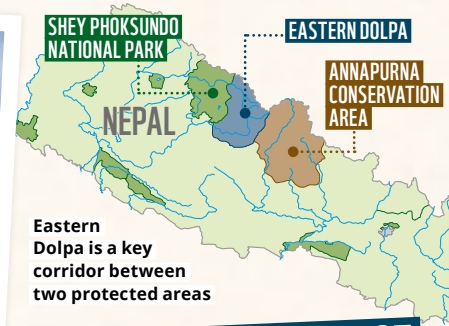 SHEY PHOKSUNDO
NATIONAL PARK
EASTERN DOLPA
ANNAPURNA
CONSERVATION
AREA
NEPAL
Eastern
Dolpa is a key
corridor between
two protected areas